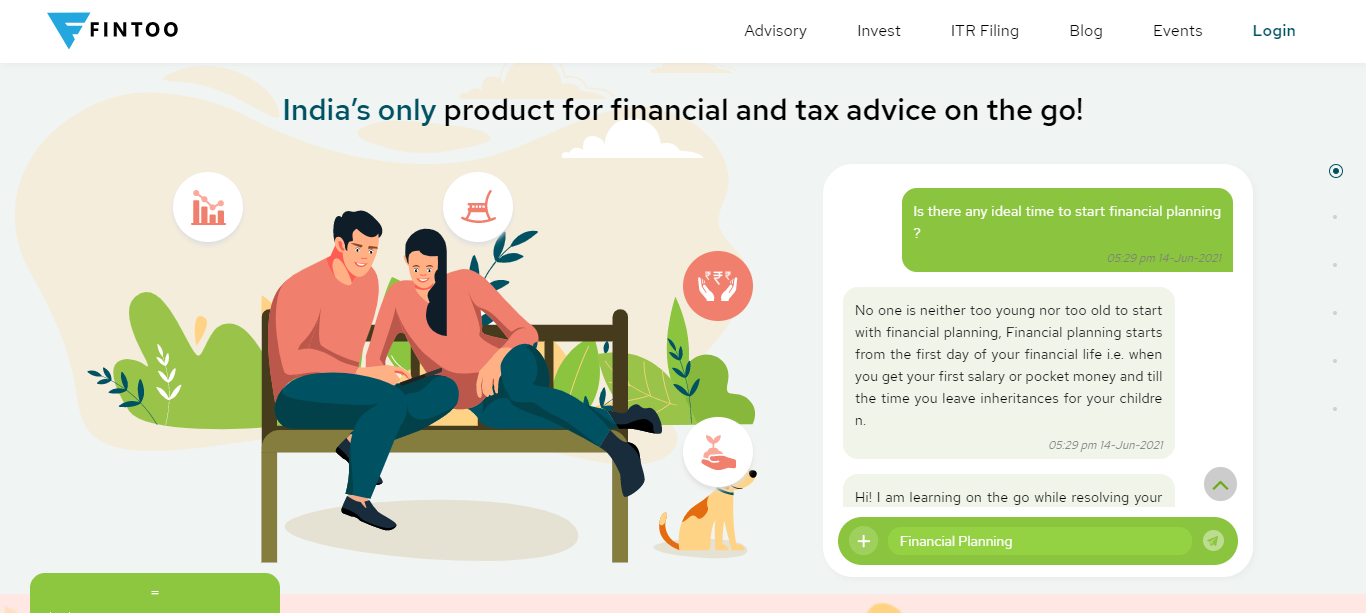 FINTOO
Advisory
Invest
ITR Filing
Blog
Events
Login
India's only product for financial and tax advice on the go!
Is there any ideal time to start financial planning
?
05:29 pm 14-Jun-2021
No one is neither too young nor too old to start
with financial planning, Financial planning starts
from the first day of your financial life i.e. when
you get your first salary or pocket money and till
the time you leave inheritances for your childre
n.
05:29 pm 14-Jun-2021
Hi! I am learning on the go while resolving your
Financial Planning